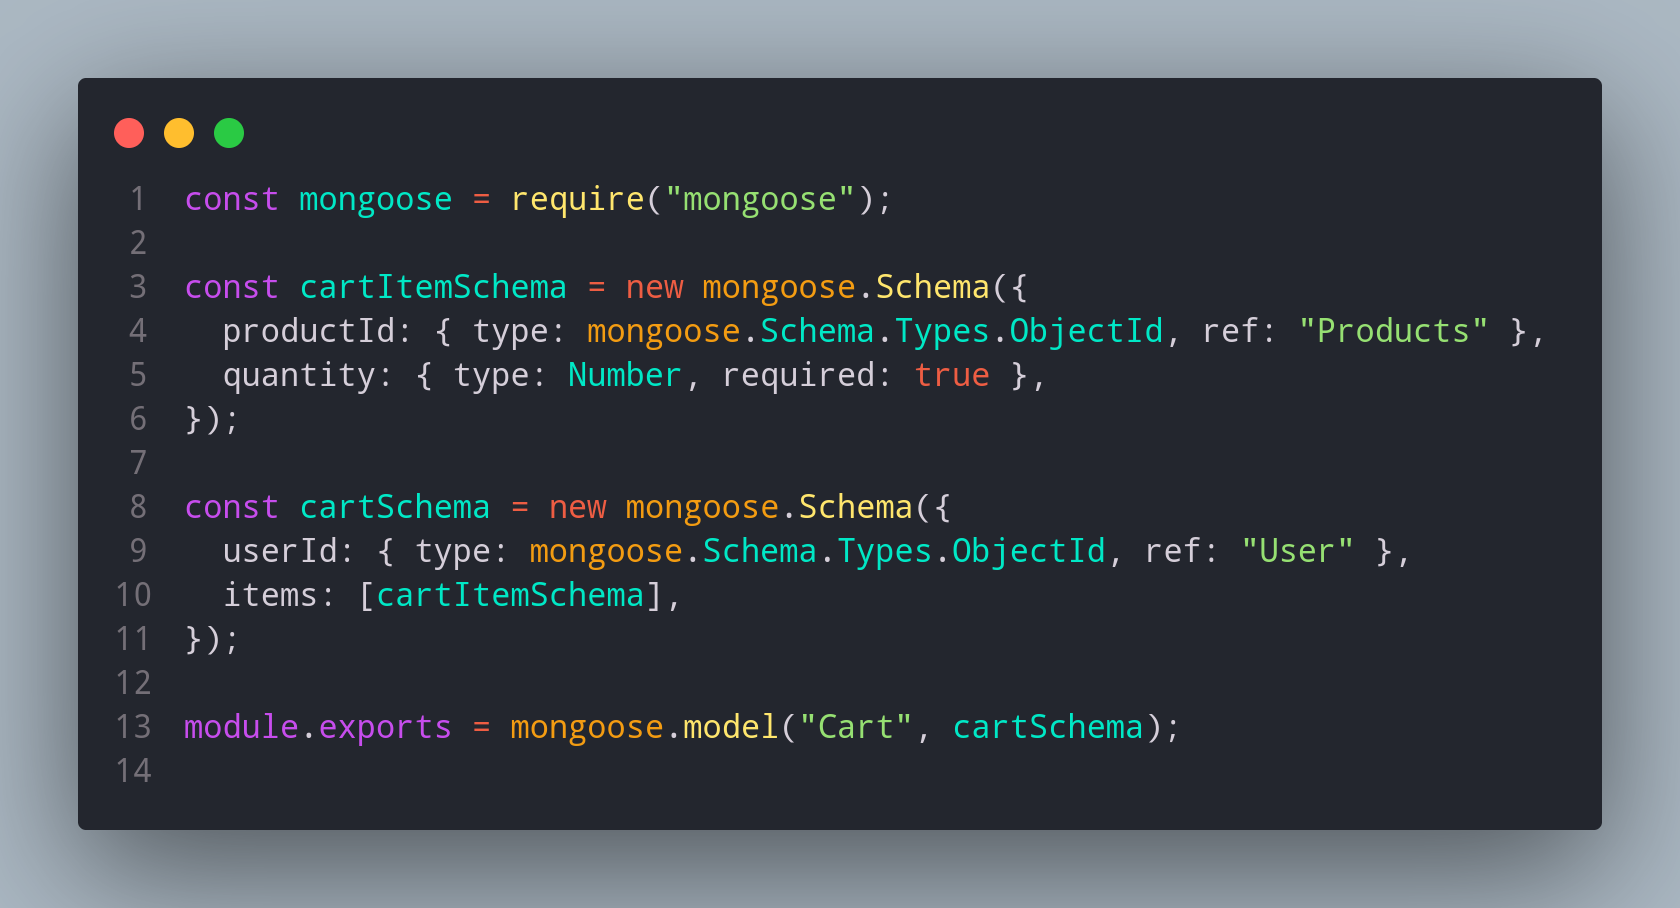 1 const mongoose = require("mongoose");
2
3 const cartItemSchema = new mongoose.Schema({
4   productId: { type: mongoose.Schema.Types.ObjectId, ref: "Products" },
5   quantity: { type: Number, required: true },
6 });
7
8 const cartSchema = new mongoose.Schema({
9   userId: { type: mongoose.Schema.Types.ObjectId, ref: "User" },
10   items: [cartItemSchema],
11 });
12
13 module.exports = mongoose.model("Cart", cartSchema);
14